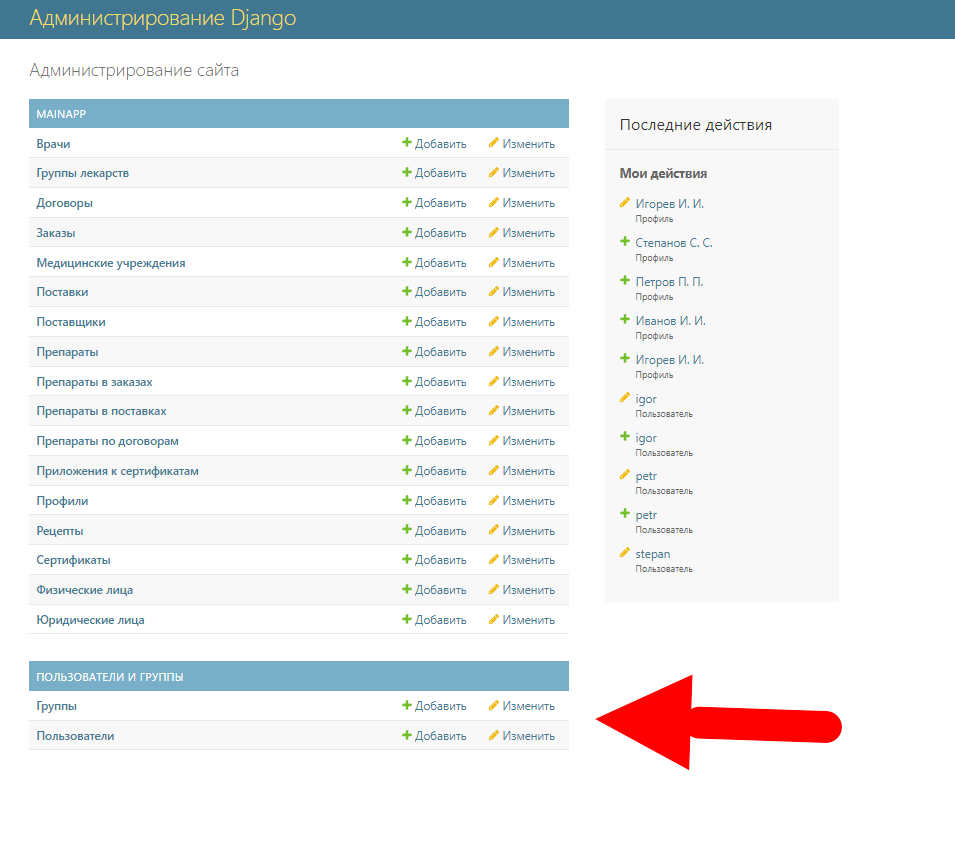 Администрирование Django
Администрирование сайта
MAINAPP
Врачи Добавить Изменить
Группы лекарств Добавить Изменить
Договоры Добавить Изменить
Заказы Добавить Изменить
Медицинские учреждения Добавить Изменить
Поставки Добавить Изменить
Поставщики Добавить Изменить
Препараты Добавить Изменить
Препараты в заказах Добавить Изменить
Препараты в поставках Добавить Изменить
Препараты по договорам Добавить Изменить
Приложения к сертификатам Добавить Изменить
Профили Добавить Изменить
Рецепты Добавить Изменить
Сертификаты Добавить Изменить
Физические лица Добавить Изменить
Юридические лица Добавить Изменить
ПОЛЬЗОВАТЕЛИ И ГРУППЫ
Группы Добавить Изменить
Пользователи Добавить Изменить
Последние действия
Мои действия
Игорев И. И.
Профиль
Степанов С. С.
Профиль
Петров П. П.
Профиль
Иванов И. И.
Профиль
Игорев И. И.
Профиль
igor
Пользователь
igor
Пользователь
petr
Пользователь
petr
Пользователь
stepan
Пользователь